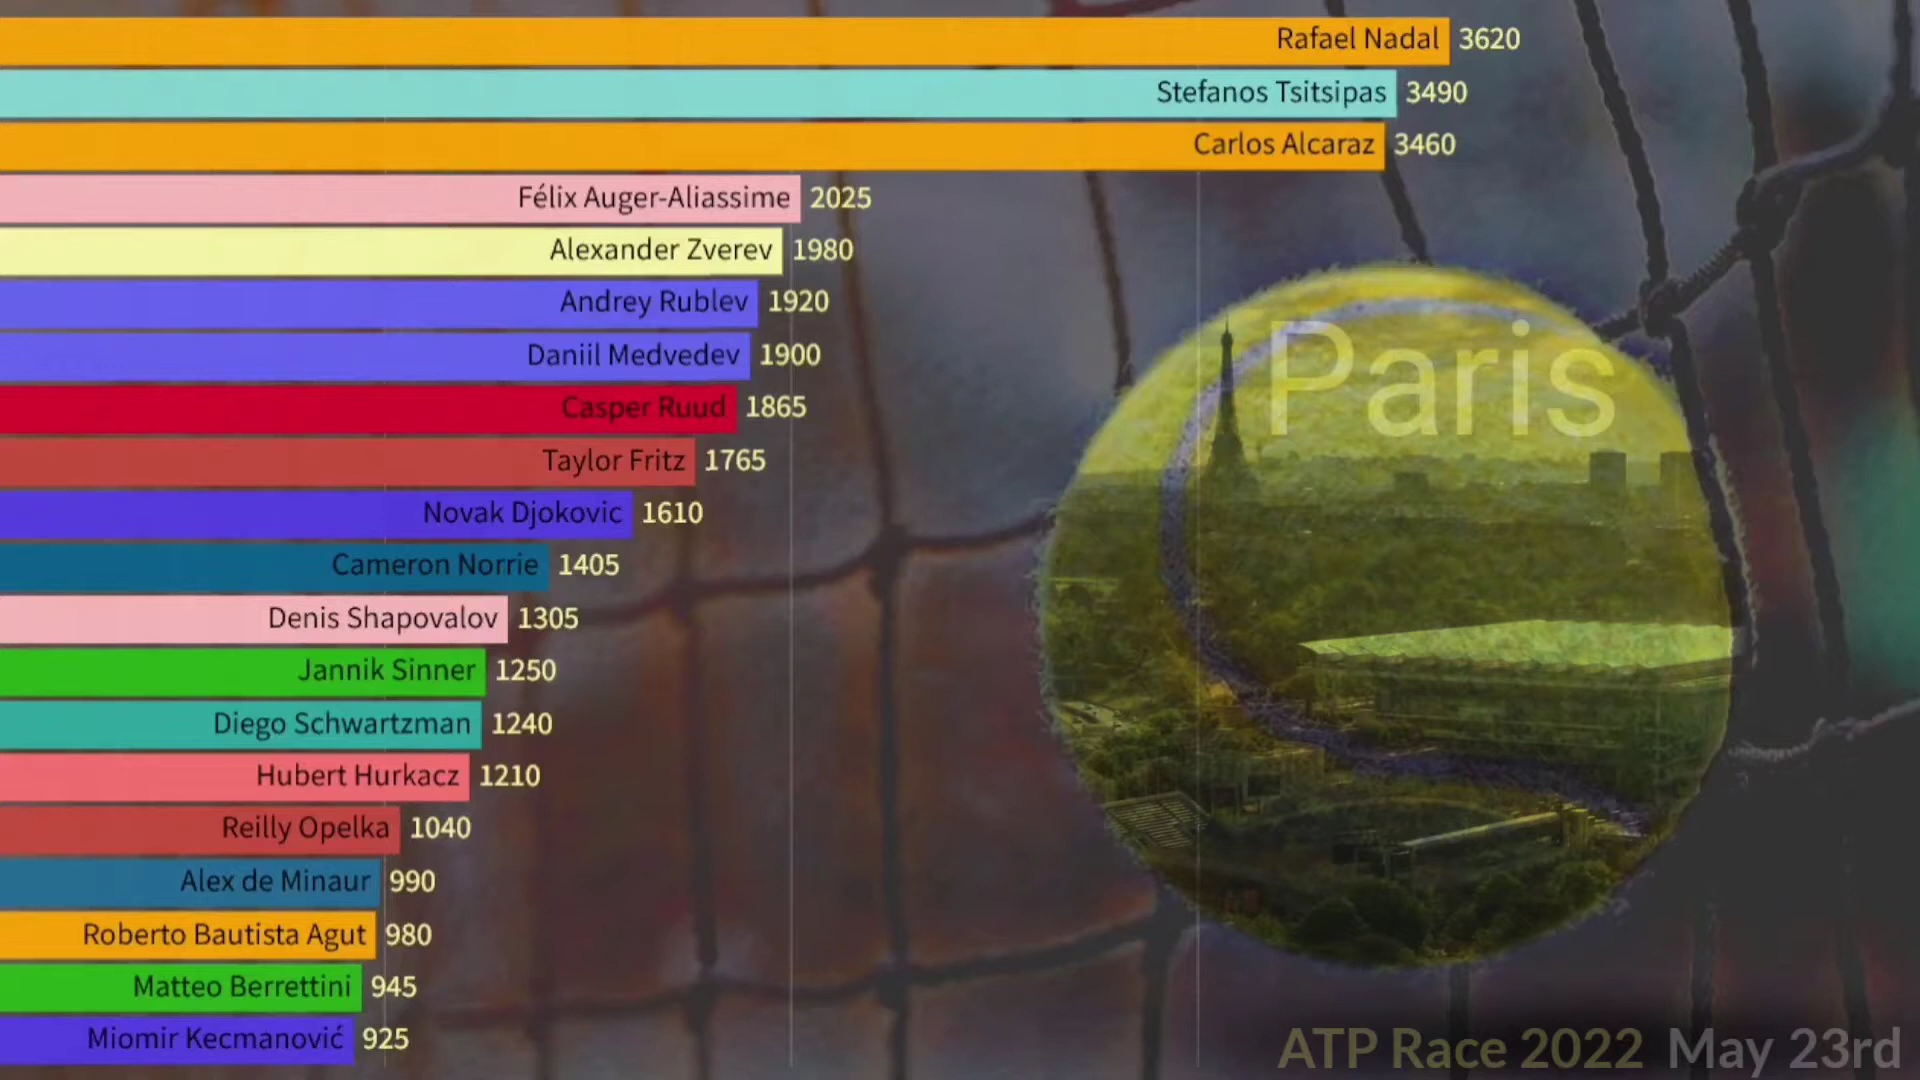 Rafael Nadal 3620
Stefanos Tsitsipas 3490
Carlos Alcaraz 3460
Félix Auger-Aliassime 2025
Alexander Zverev 1980
Andrey Rublev 1920
Daniil Medvedev 1900
Casper Ruud 1865
Taylor Fritz 1765
Novak Djokovic 1610
Cameron Norrie 1405
Denis Shapovalov 1305
Jannik Sinner 1250
Diego Schwartzman 1240
Hubert Hurkacz 1210
Reilly Opelka 1040
Alex de Minaur 990
Roberto Bautista Agut 980
Matteo Berrettini 945
Miomir Kecmanović 925
Paris
ATP Race 2022 May 23rd